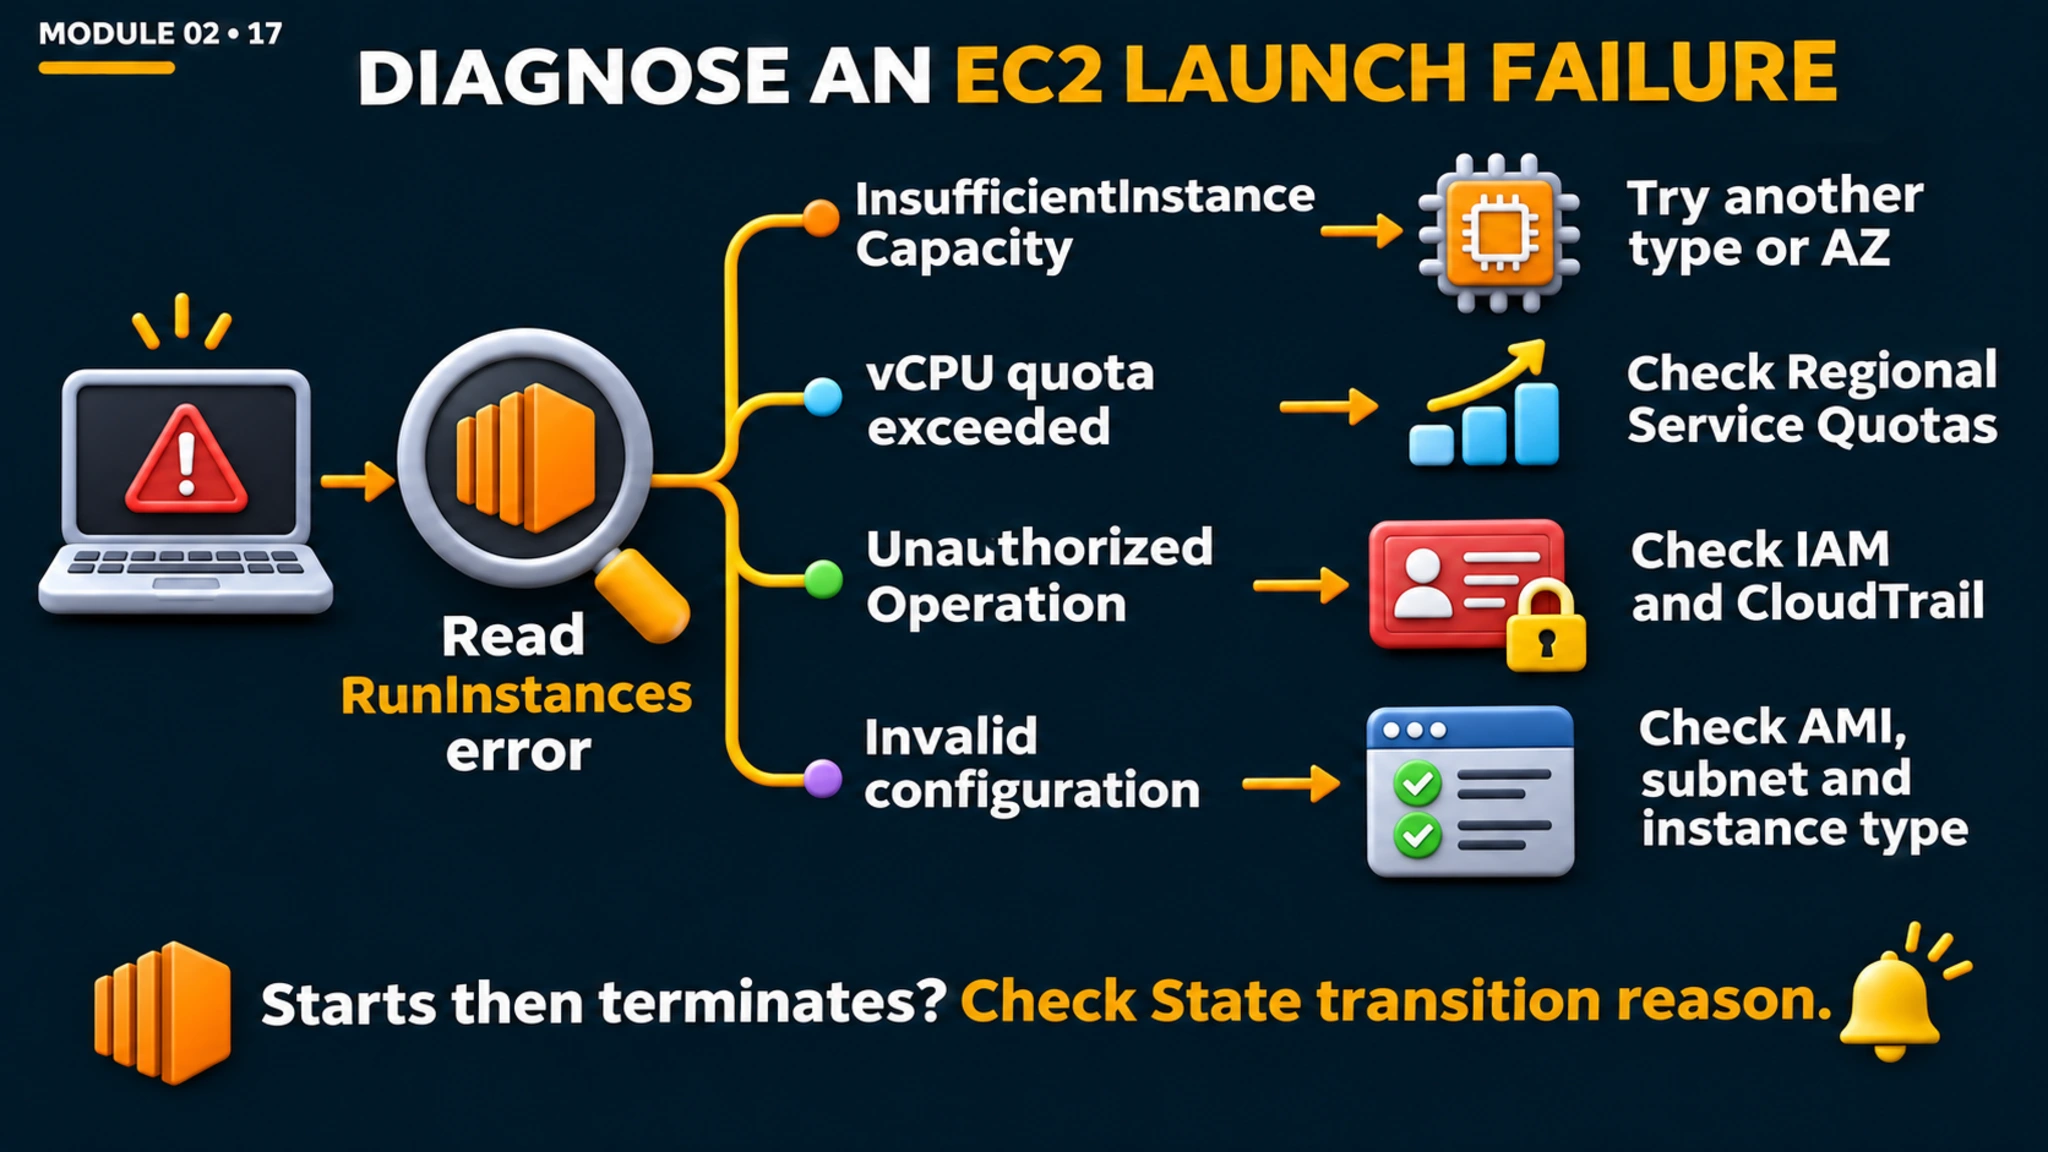 MODULE 02 • 17
DIAGNOSE AN EC2 LAUNCH FAILURE
InsufficientInstance
Capacity
Try another
type or AZ
vCPU quota
exceeded
Check Regional
Service Quotas
Unauthorized
Operation
Check IAM
and CloudTrail
Read
RunInstances
error
Invalid
configuration
Check AMI,
subnet and
instance type
Starts then terminates? Check State transition reason.